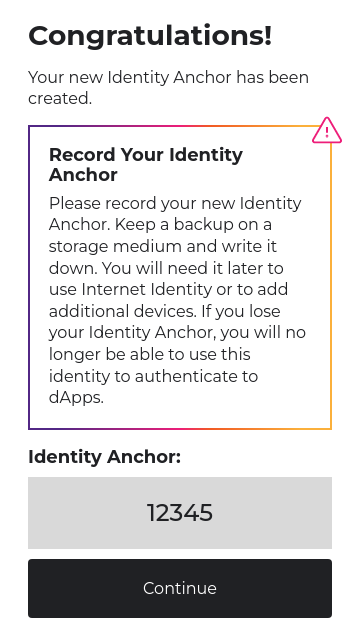 Congratulations!
Your new Identity Anchor has been
created.
Record Your Identity
Anchor
Please record your new Identity
Anchor. Keep a backup on a
storage medium and write it
down. You will need it later to
use Internet Identity or to add
additional devices. If you lose
your Identity Anchor, you will no
longer be able to use this
identity to authenticate to
dApps.
Identity Anchor:
12345
Continue